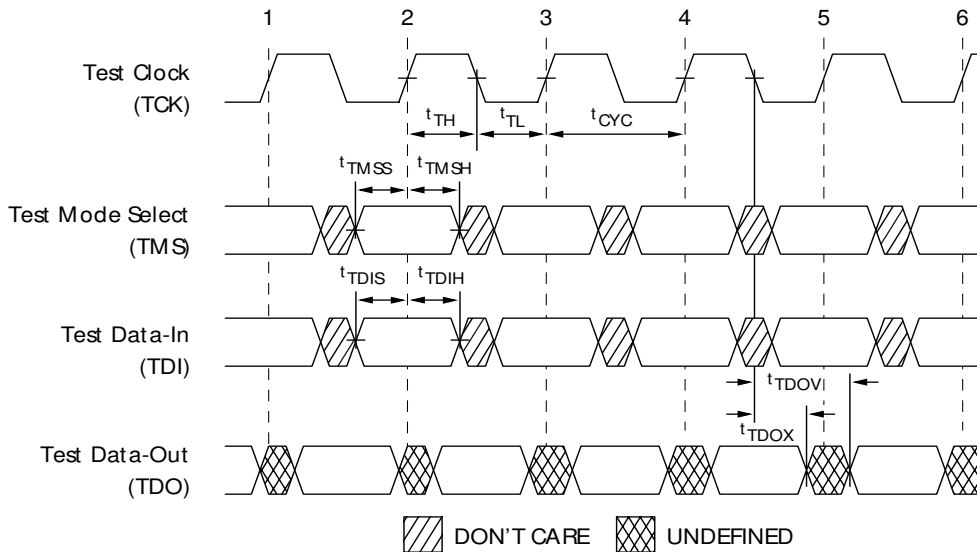 1 2 3 4 5 6
Test Clock
(TCK)
tTH tTL tCYC
tTMSS tTMSH
Test Mode Select
(TMS)
tTDIS tTDIH
Test Data-In
(TDI)
tTDOV
tTDOX
Test Data-Out
(TDO)
DON'T CARE UNDEFINED